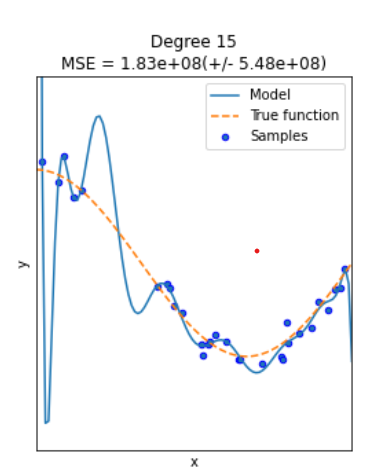 Degree 15
MSE = 1.83e+08(+/- 5.48e+08)
Model
True function
Samples
y
x